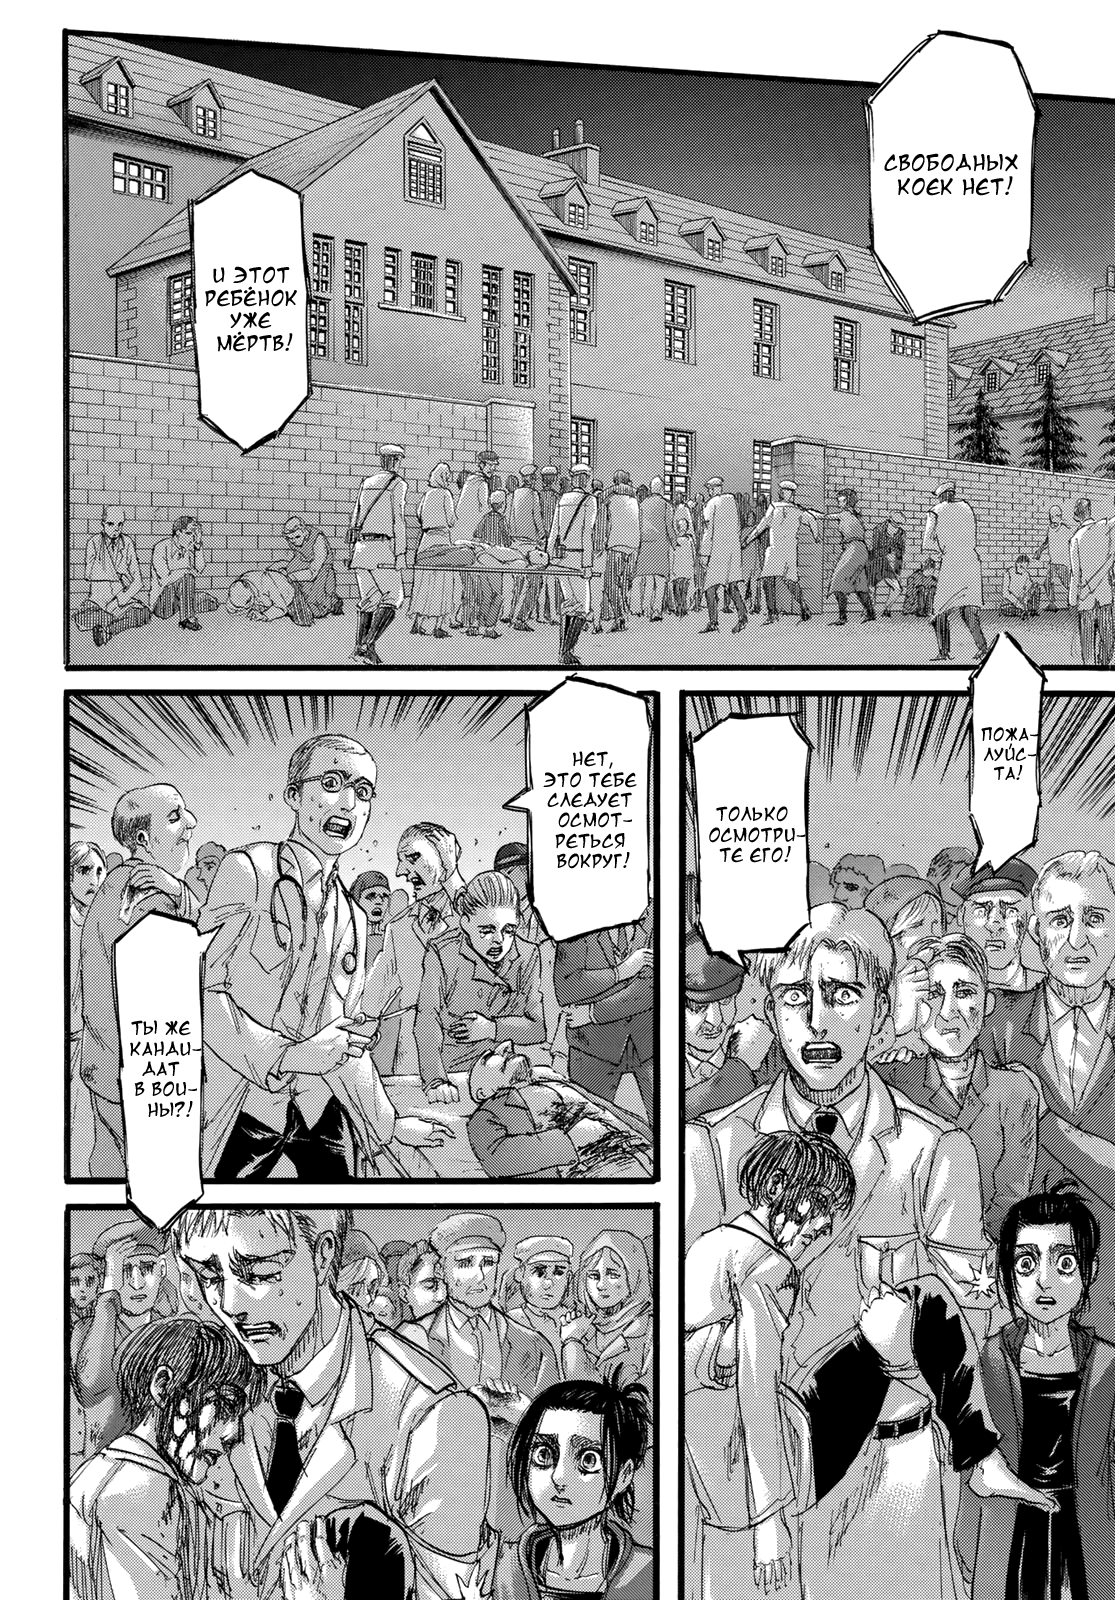 СВОБОДНЫХ
КОЕК НЕТ!
И ЭТОТ
РЕБЁНОК
УЖЕ
МЁРТВ!
ПОЖА-
ЛУЙС-
ТА!
ТОЛЬКО
ОСМОТРИ-
ТЕ ЕГО!
НЕТ,
ЭТО ТЕБЕ
СЛЕДУЕТ
ОСМОТ-
РЕТЬСЯ
ВОКРУГ!
ТЫ ЖЕ
КАНДИ-
ДАТ
В ВОИ-
НЫ?!